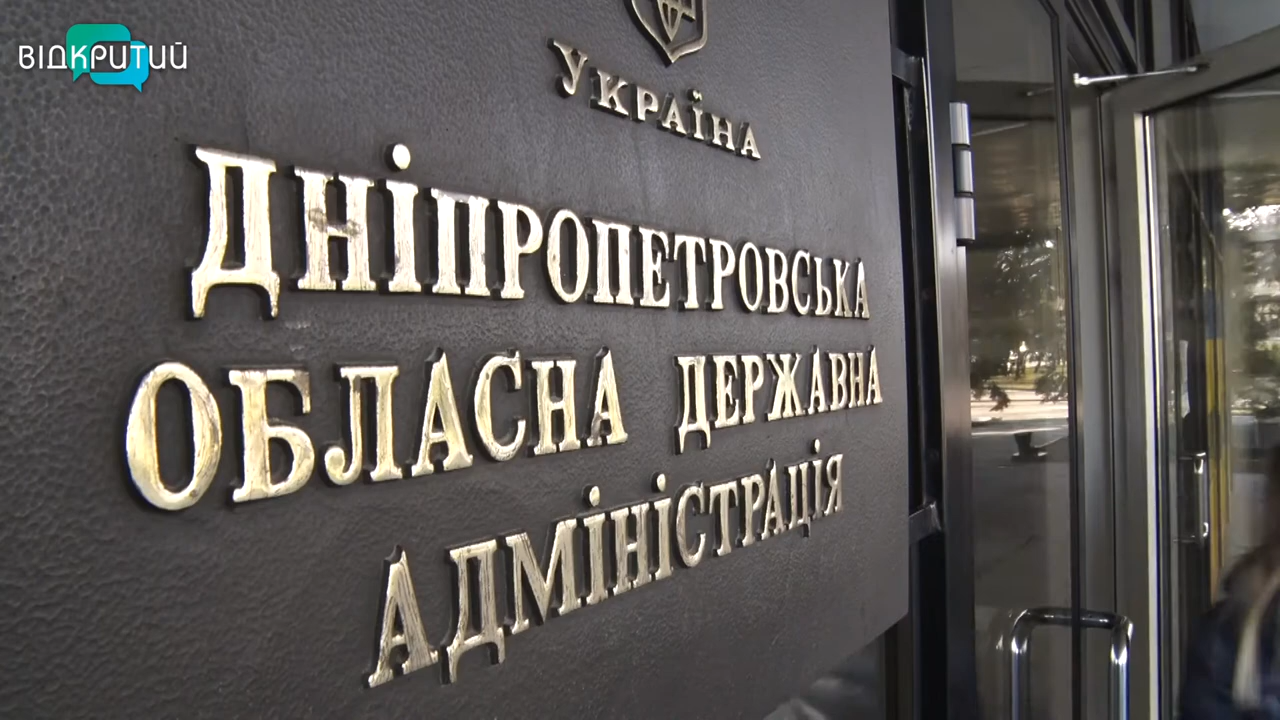 ВІДКРИТИЙ
УКРАЇНА
ДНІПРОПЕТРОВСЬКА
ОБЛАСНА ДЕРЖАВНА
АДМІНІСТРАЦІЯ